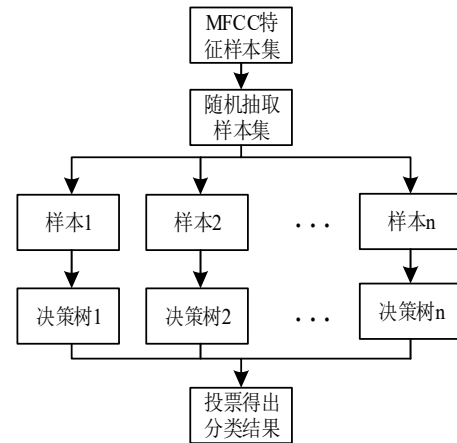 MFCC特
征样本集
随机抽取
样本集
样本1
样本2
...
样本n
决策树1
决策树2
...
决策树n
投票得出
分类结果